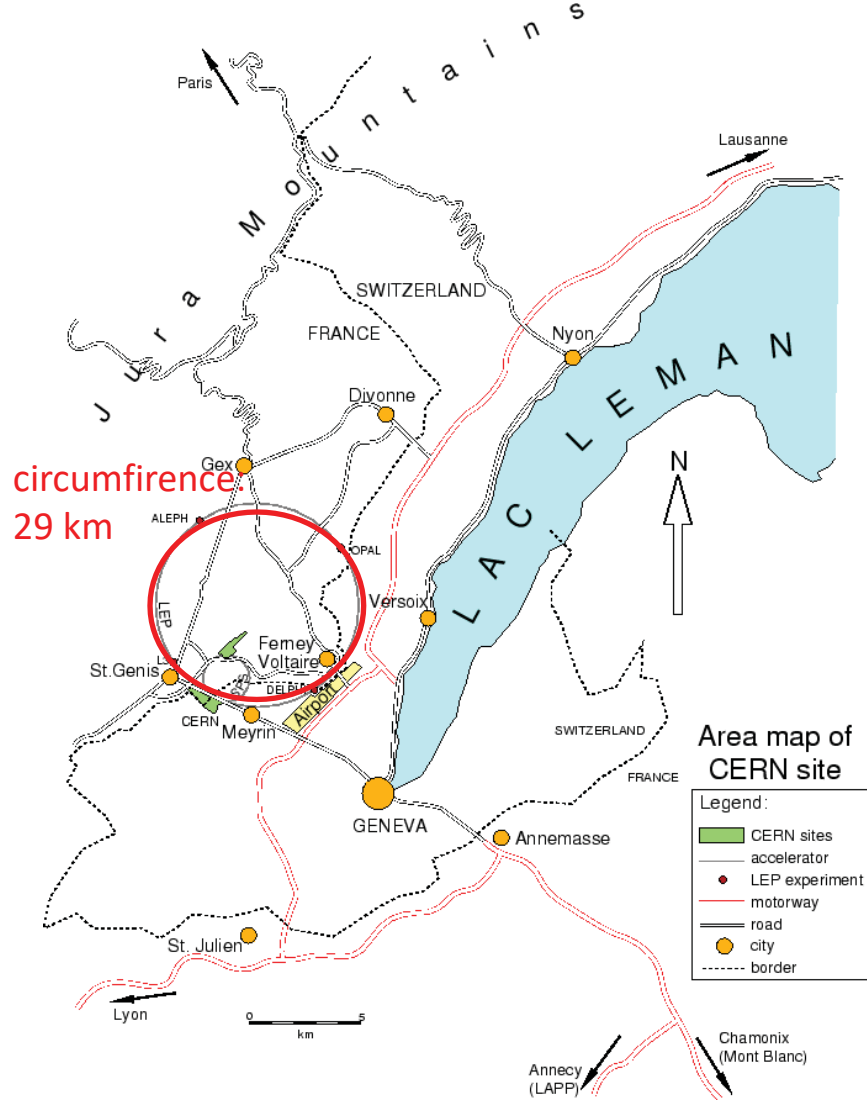 Paris
Jura Mountains
Lausanne
SWITZERLAND
FRANCE
Nyon
Divonne
LAC LEMAN
Gex
circumfirence:
29 km
N
ALEPH
OPAL
LEP
Versoix
Ferney
Voltaire
St.Genis
L3
SPS
DELPHI
Airport
CERN
Meyrin
SWITZERLAND
FRANCE
Area map of
CERN site
GENEVA
Annemasse
Legend:
CERN sites
accelerator
LEP experiment
motorway
road
city
border
St. Julien
Lyon
0 5
km
Annecy
(LAPP)
Chamonix
(Mont Blanc)